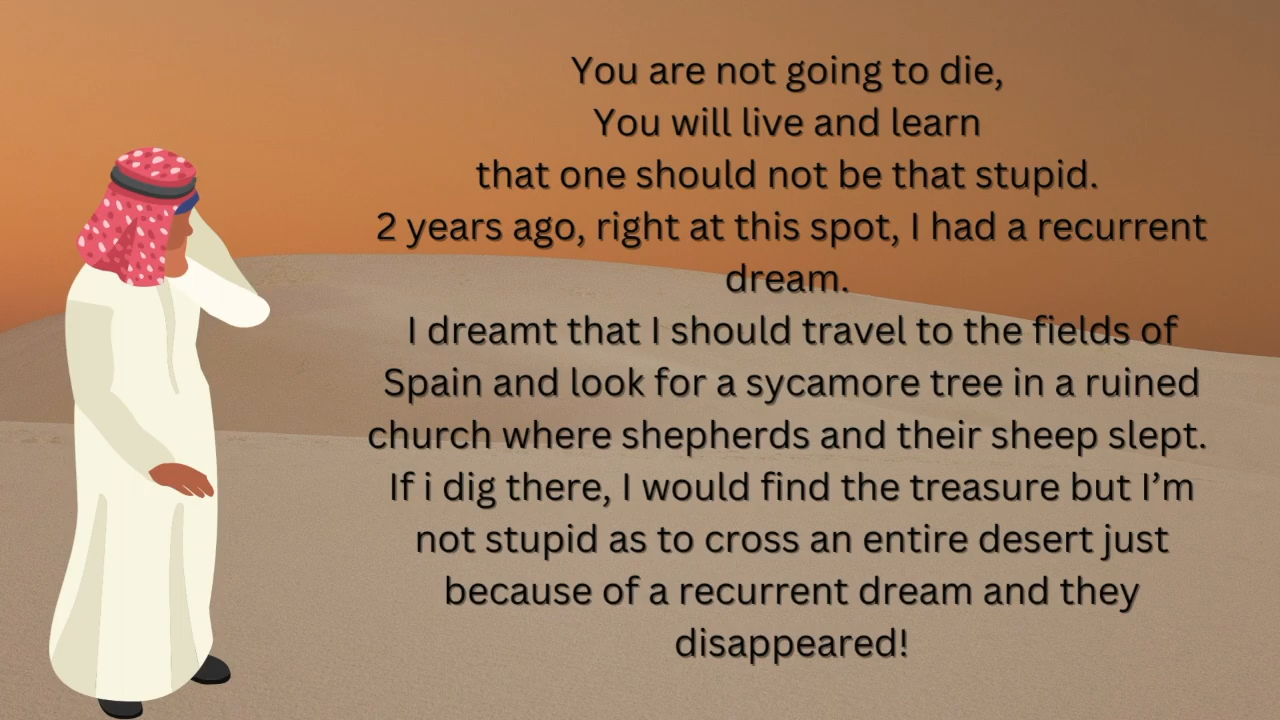 You are not going to die,
You will live and learn
that one should not be that stupid.
2 years ago, right at this spot, I had a recurrent
dream.
I dreamt that I should travel to the fields of
Spain and look for a sycamore tree in a ruined
church where shepherds and their sheep slept.
If i dig there, I would find the treasure but I’m
not stupid as to cross an entire desert just
because of a recurrent dream and they
disappeared!